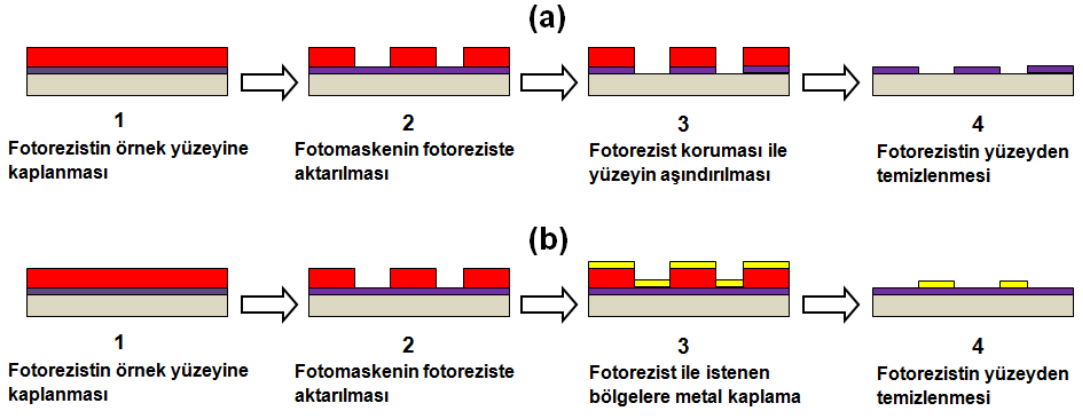 (a)
1
Fotorezistin örnek yüzeyine
kaplanması
2
Fotomaskenin fotoreziste
aktarılması
3
Fotorezist koruması ile
yüzeyin aşındırılması
4
Fotorezistin yüzeyden
temizlenmesi
(b)
1
Fotorezistin örnek yüzeyine
kaplanması
2
Fotomaskenin fotoreziste
aktarılması
3
Fotorezist ile istenen
bölgelere metal kaplama
4
Fotorezistin yüzeyden
temizlenmesi